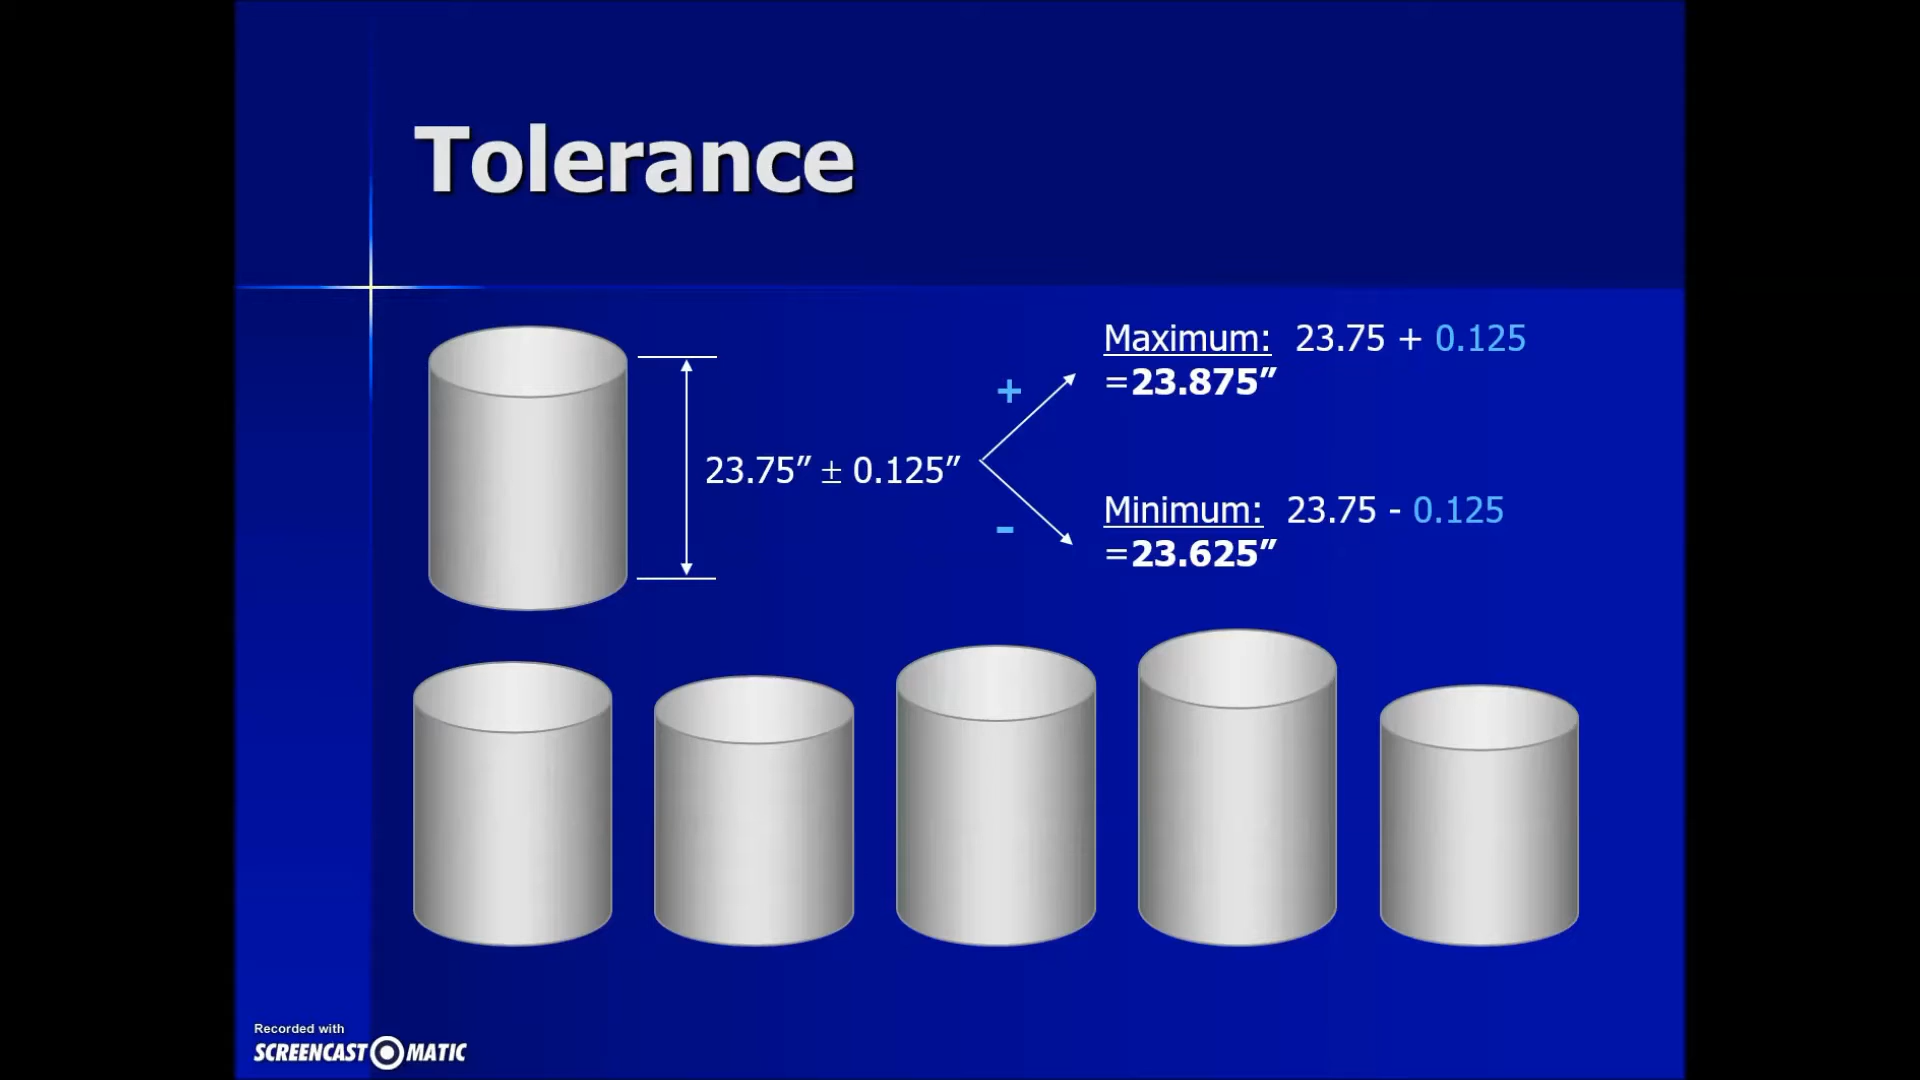 Tolerance
Maximum: 23.75 + 0.125
=23.875”
+
23.75” ± 0.125”
-
Minimum: 23.75 - 0.125
=23.625”
Recorded with
SCREENCAST MATIC